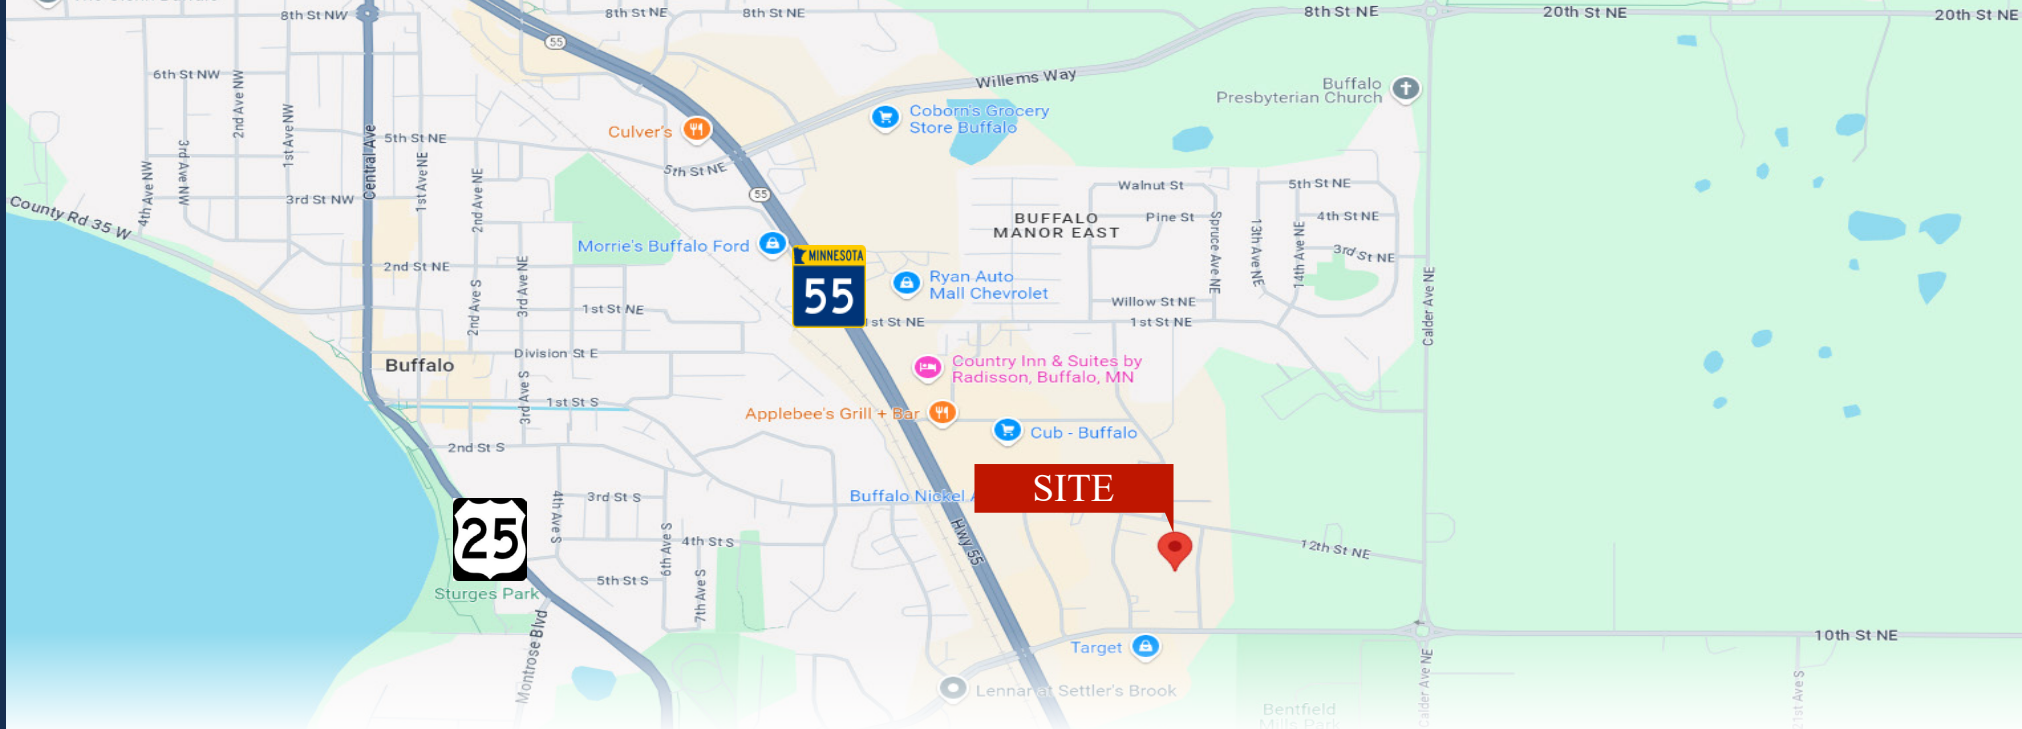 8th St NW
8th St NE
8th St NE
8th St NE
20th St NE
20th St NE
55
6th St NW
2nd Ave NW
Willems Way
Buffalo
Presbyterian Church
Coborn's Grocery
Store Buffalo
Culver's
1st Ave NW
Central Ave
5th St NE
3rd Ave NW
4th Ave NW
1st Ave NE
2nd Ave NE
5th St NE
55
Walnut St
5th St NE
3rd St NW
County Rd 35 W
BUFFALO
MANOR EAST
Pine St
Spruce Ave NE
13th Ave NE
14th Ave NE
4th St NE
3rd St NE
Morrie's Buffalo Ford
MINNESOTA
55
2nd St NE
3rd Ave NE
2nd Ave S
Ryan Auto
Mall Chevrolet
Calder Ave NE
1st St NE
Willow St NE
1st St NE
1st St NE
Division St E
Buffalo
Country Inn & Suites by
Radisson, Buffalo, MN
3rd Ave S
1st St S
Applebee's Grill + Bar
Cub - Buffalo
2nd St S
SITE
4th Ave S
3rd St S
Buffalo Nickel
25
Hwy 55
6th Ave S
4th St S
12th St NE
5th St S
7th Ave S
Sturges Park
Montrose Blvd
10th St NE
Target
Calder Ave NE
21st Ave S
Lennar at Settler's Brook
Bentfield
Mills Park